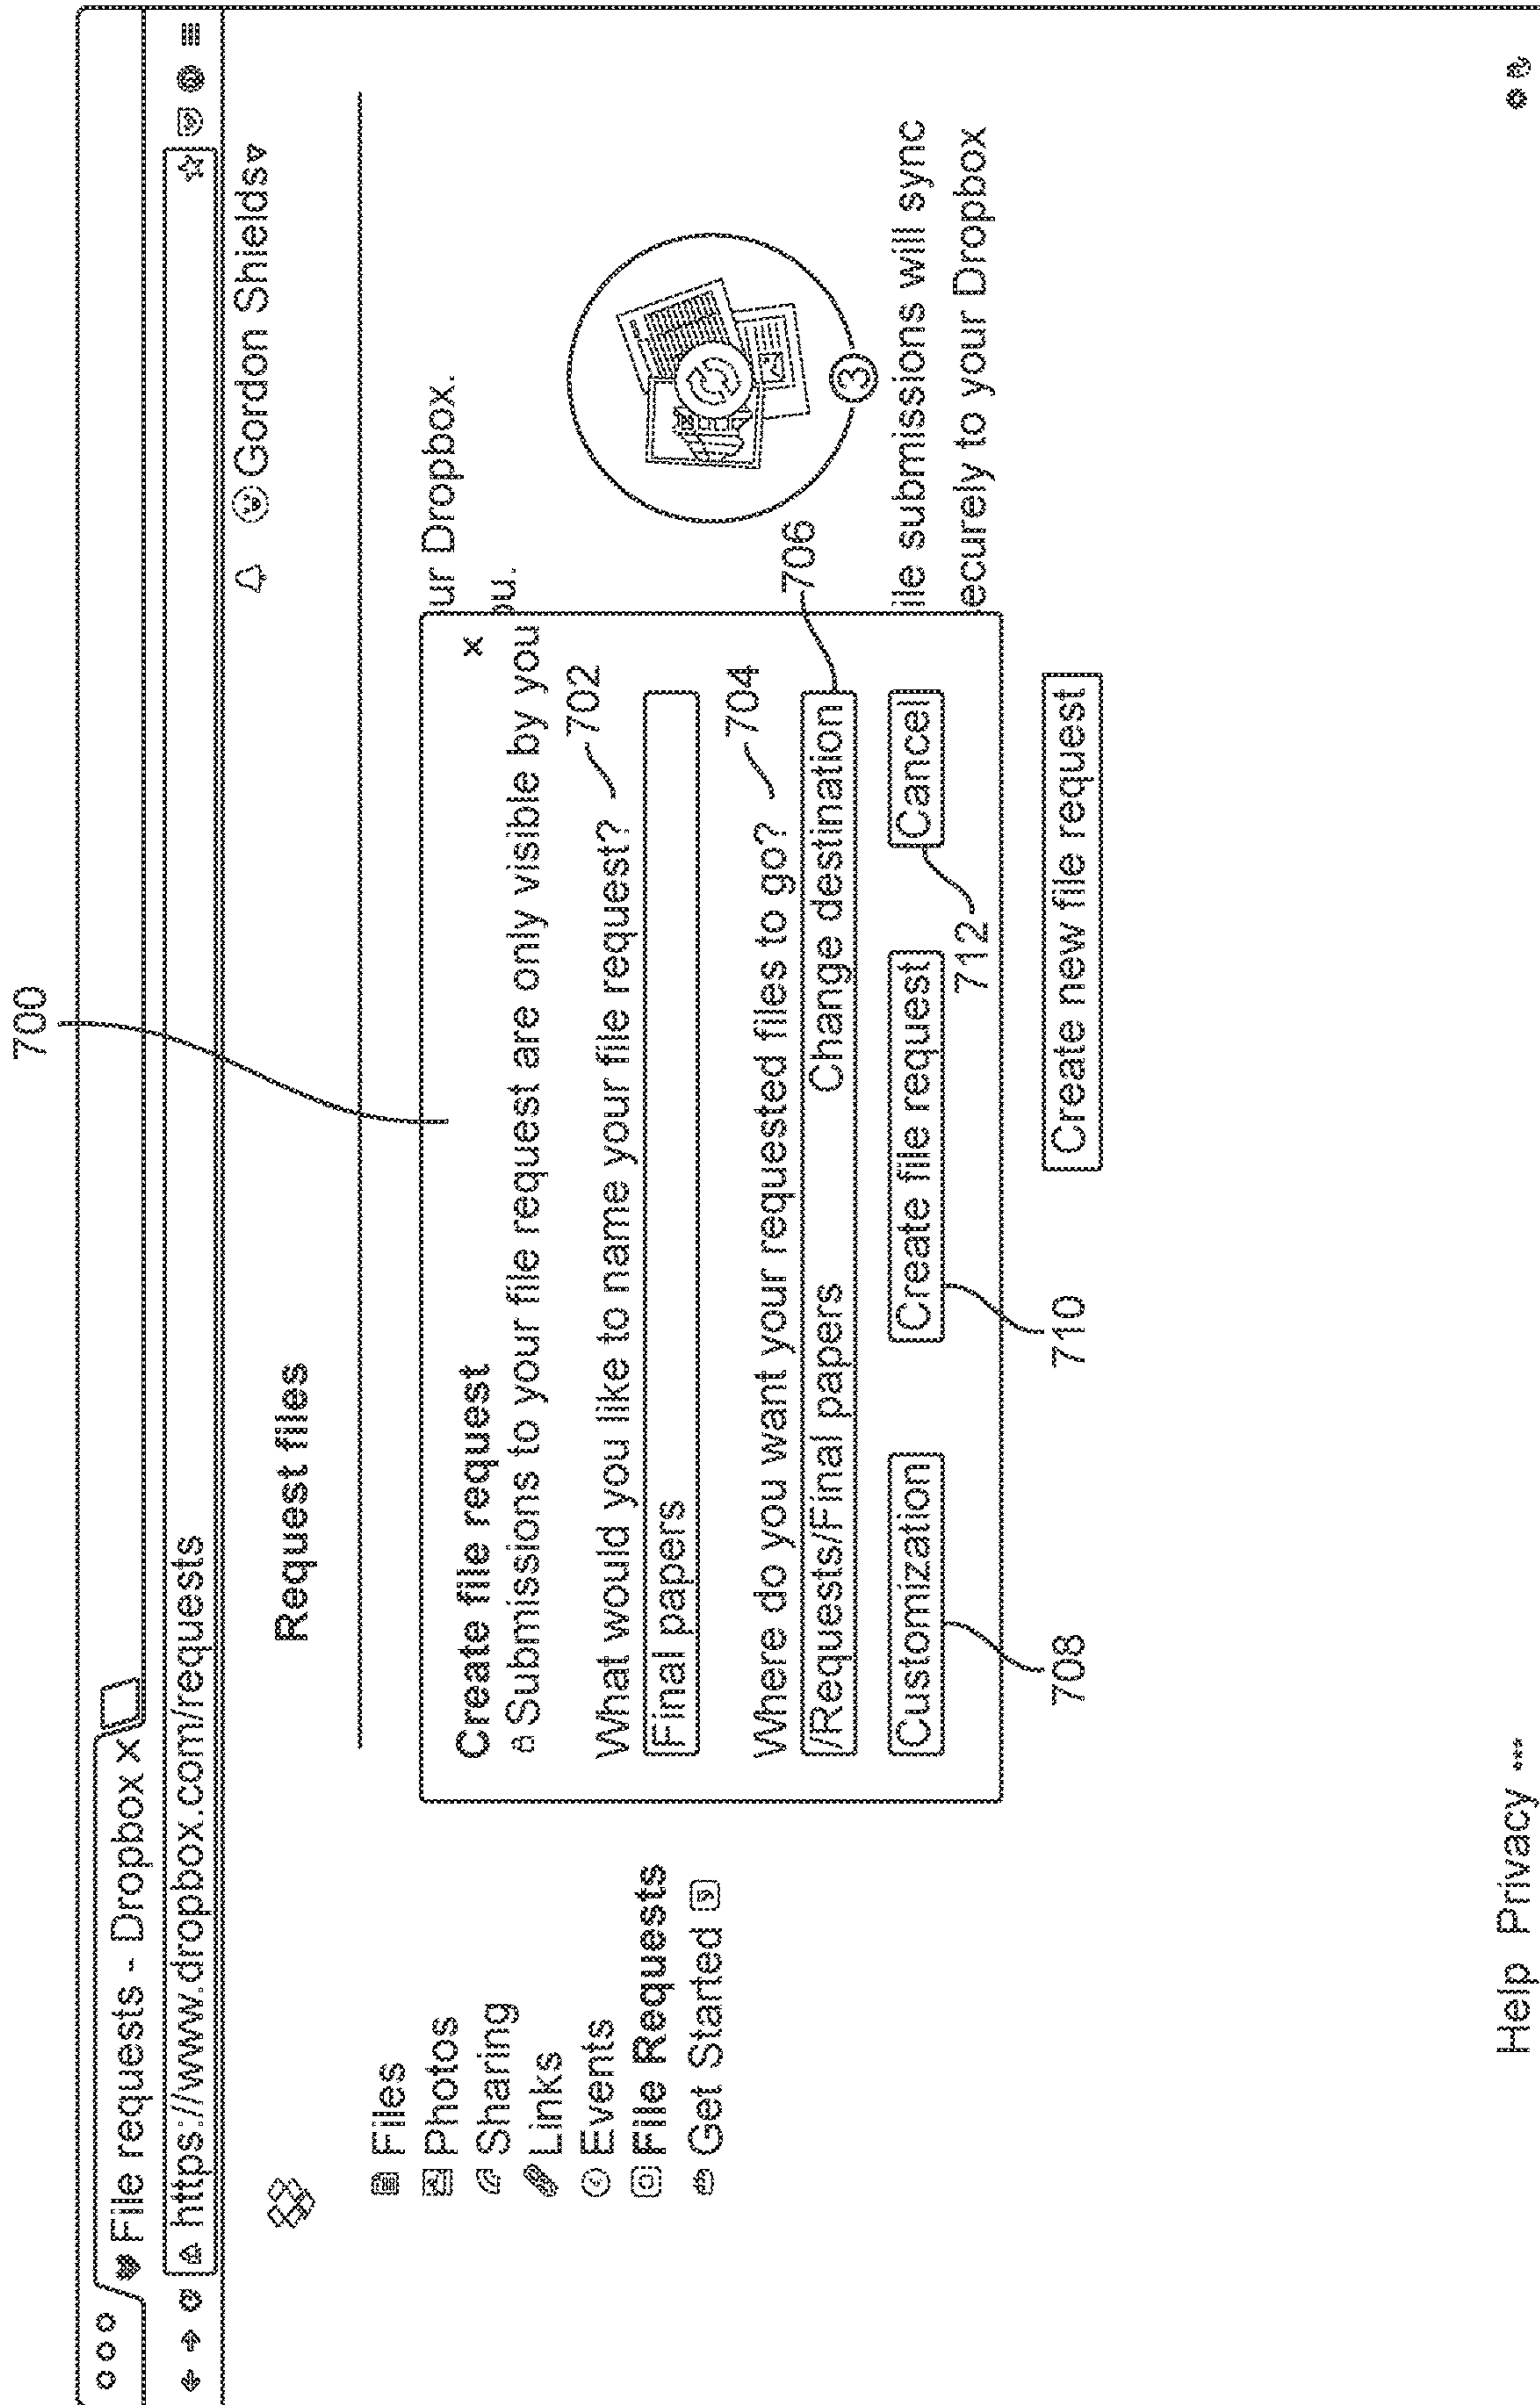 700
File requests - Dropbox X
https://www.dropbox.com/requests
Gordon Shields
Request files
Files
Photos
Sharing
Links
Events
File Requests
Get Started
ur Dropbox.
ou.
Create file request
x
Submissions to your file request are only visible by you
What would you like to name your file request?
702
Final papers
Where do you want your requested files to go?
704
/Requests/Final papers
Change destination
706
Customization
Create file request
Cancel
708
710
712
3
ile submissions will sync
ecurely to your Dropbox
Create new file request
Help Privacy •••